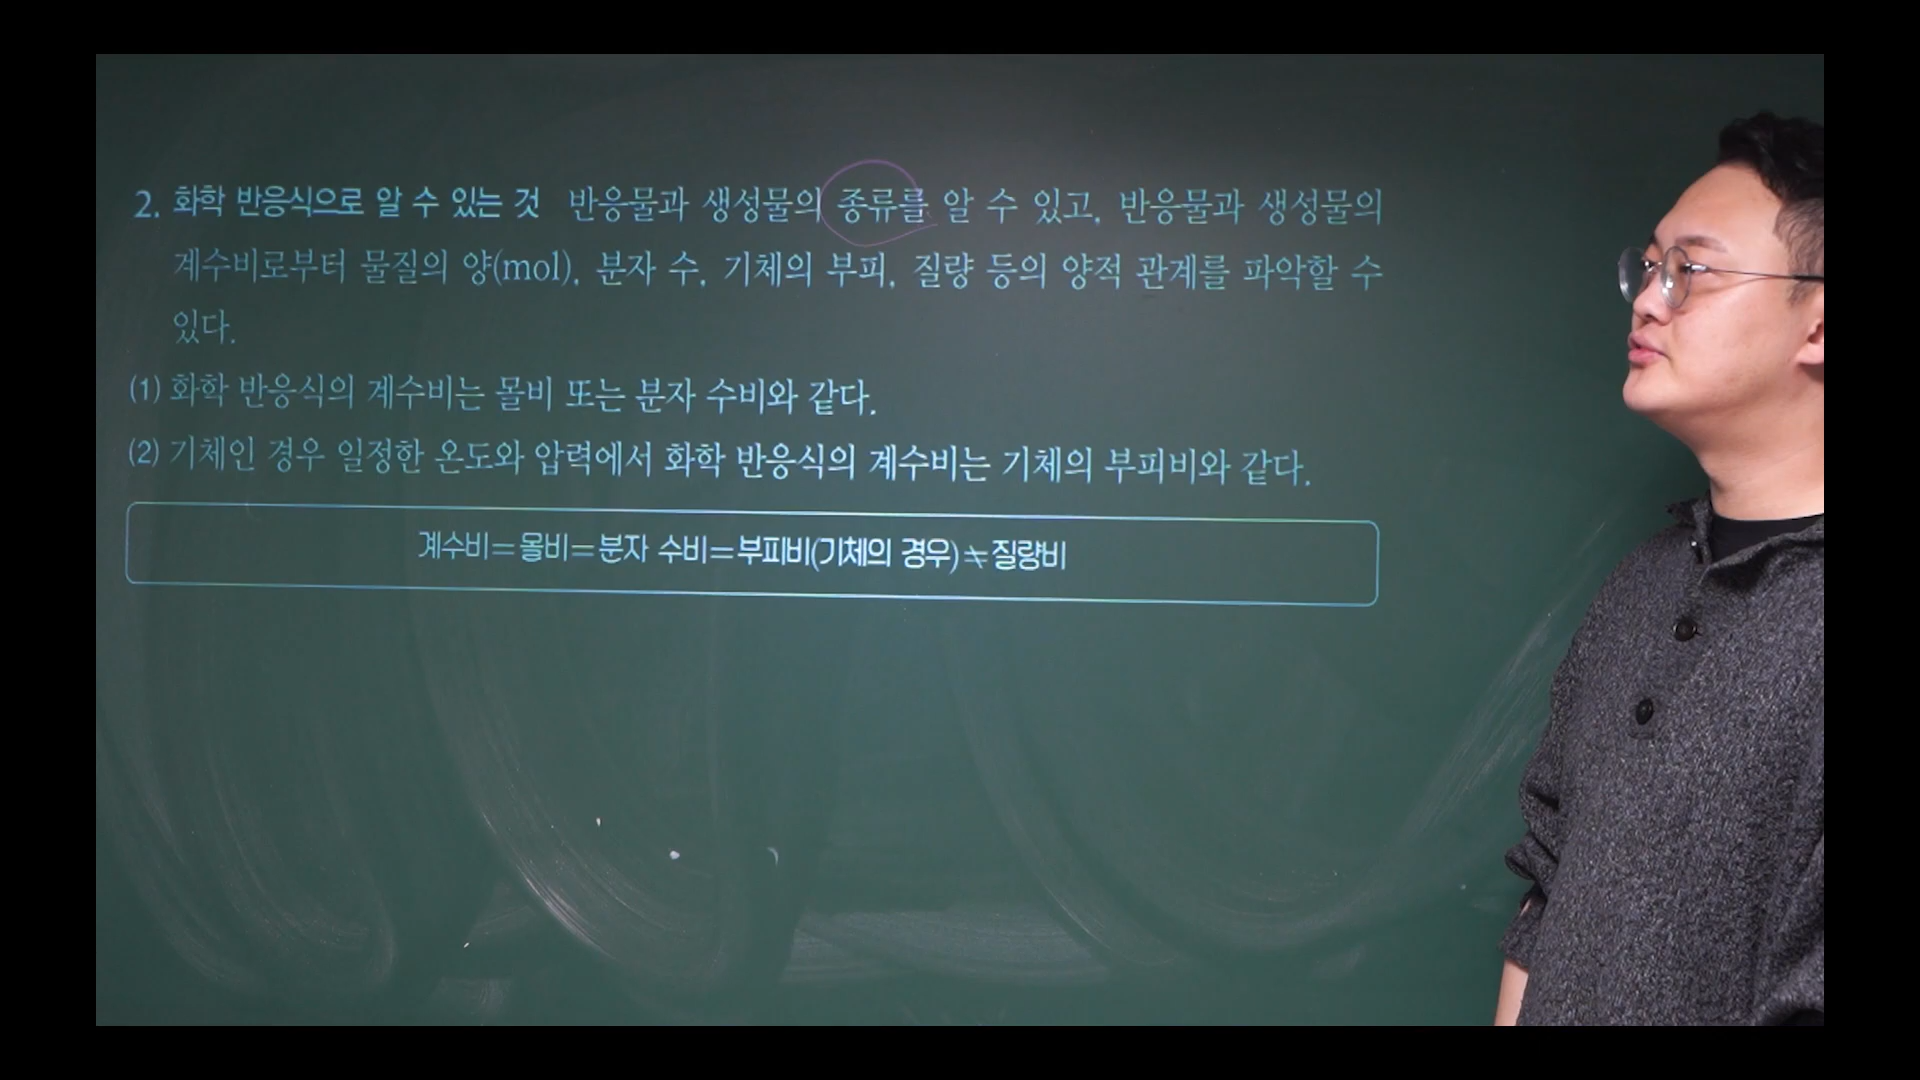 2. 화학 반응식으로 알 수 있는 것 반응물과 생성물의 종류를 알 수 있고, 반응물과 생성물의
계수비로부터 물질의 양(mol), 분자 수, 기체의 부피, 질량 등의 양적 관계를 파악할 수
있다.
(1) 화학 반응식의 계수비는 몰비 또는 분자 수비와 같다.
(2) 기체인 경우 일정한 온도와 압력에서 화학 반응식의 계수비는 기체의 부피비와 같다.
계수비=몰비=분자 수비=부피비(기체의 경우)≠질량비